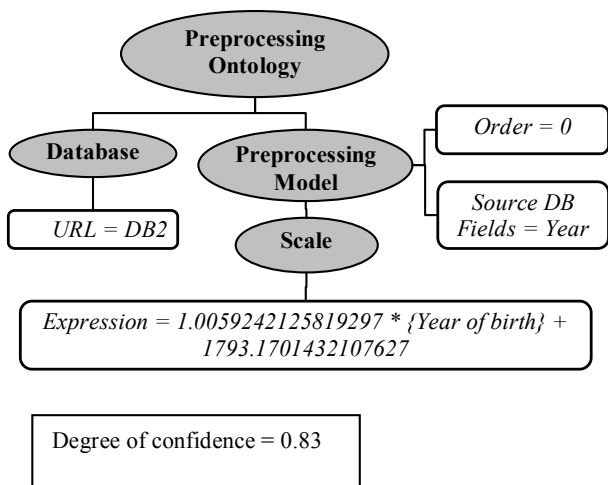 Preprocessing
Ontology
Database
Preprocessing
Model
Order = 0
Source DB
Fields = Year
URL = DB2
Scale
Expression = 1.0059242125819297 * {Year of birth} +
1793.1701432107627
Degree of confidence = 0.83